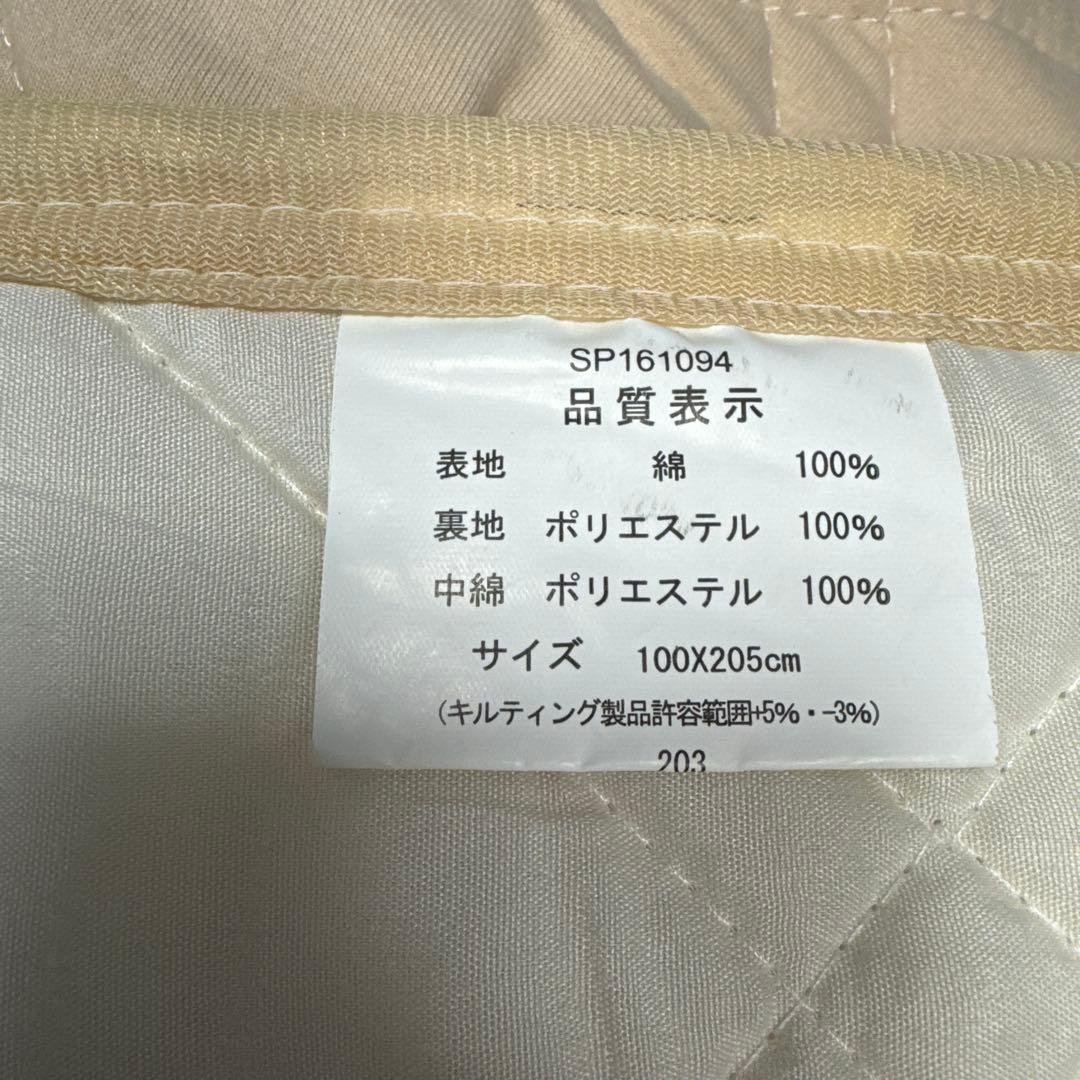 SP161094
品質表示
表地 綿 100%
裏地 ポリエステル 100%
中綿 ポリエステル 100%
サイズ 100X205cm
(キルティング製品許容範囲+5%・-3%)
203